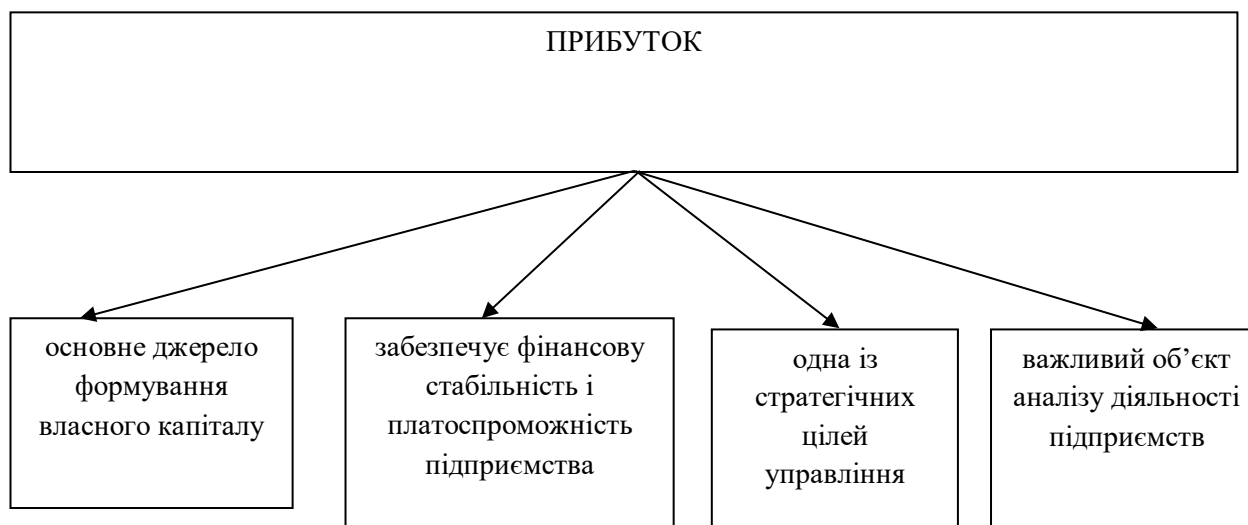 ПРИБУТОК
основне джерело
формування
власного капіталу
забезпечує фінансову
стабільність і
платоспроможність
підприємства
одна із
стратегічних
цілей
управління
важливий об’єкт
аналізу діяльності
підприємств